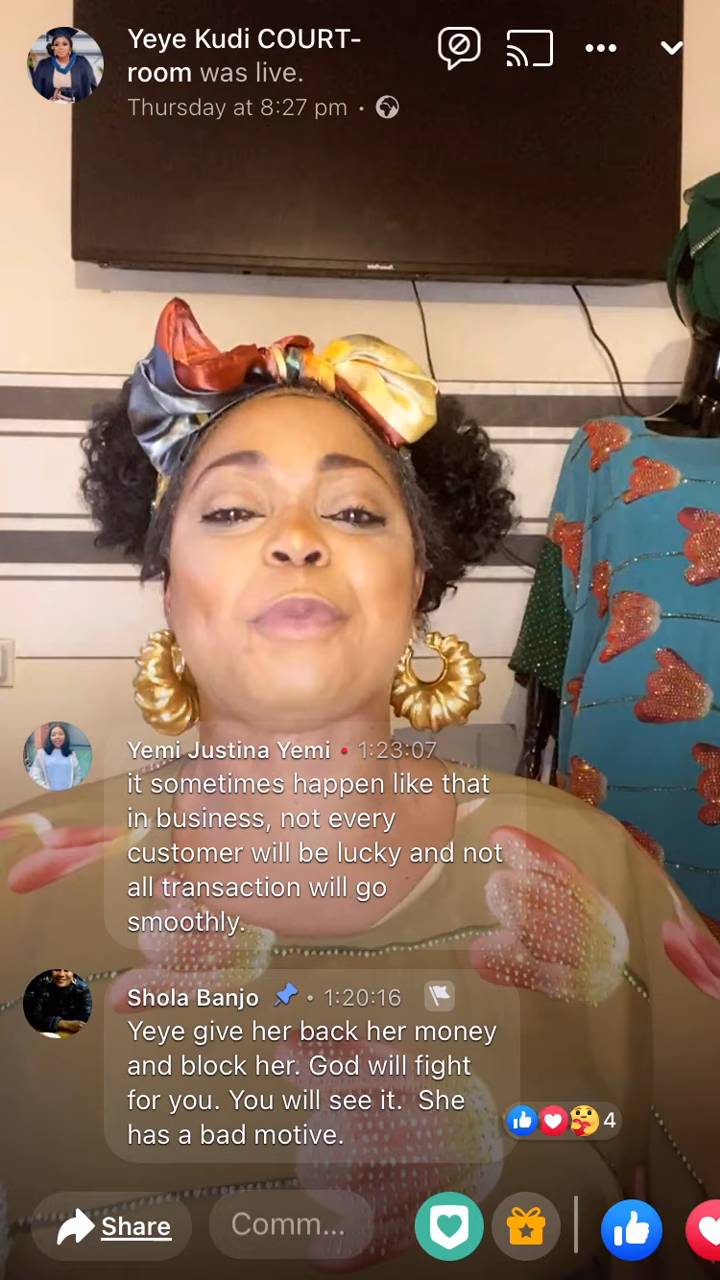 Yeye Kudi COURT-
room was live.
Thursday at 8:27 pm •
Yemi Justina Yemi • 1:23:07
it sometimes happen like that
in business, not every
customer will be lucky and not
all transaction will go
smoothly.
Shola Banjo • 1:20:16
Yeye give her back her money
and block her. God will fight
for you. You will see it.  She
has a bad motive.
4
Share
Comm...